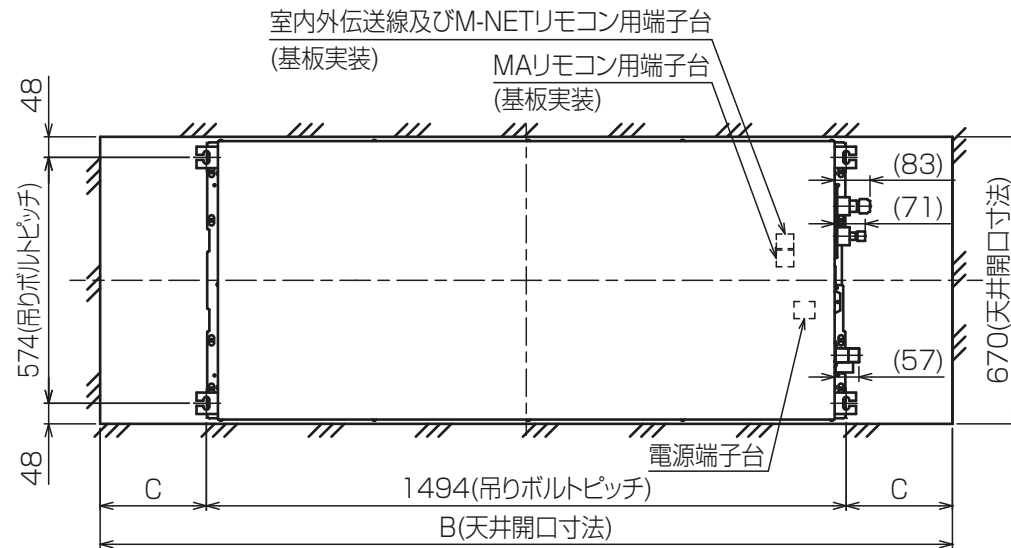 室内外伝送線及びM-NETリモコン用端子台
(基板実装)
MAリモコン用端子台
(基板実装)
48
574(吊りボルトピッチ)
48
(83)
(71)
(57)
670(天井開口寸法)
電源端子台
C
1494(吊りボルトピッチ)
C
B(天井開口寸法)